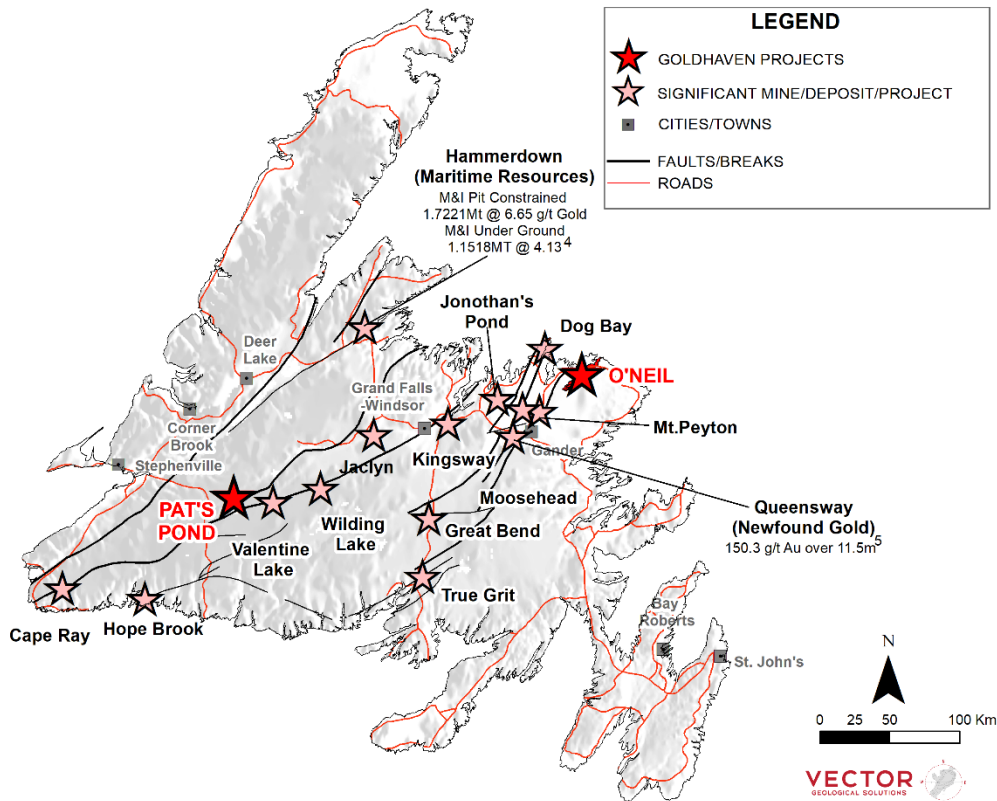 LEGEND
GOLDHAVEN PROJECTS
SIGNIFICANT MINE/DEPOSIT/PROJECT
CITIES/TOWNS
FAULTS/BREAKS
ROADS
Hammerdown
(Maritime Resources)
M&I Pit Constrained
1.7221Mt @ 6.65 g/t Gold
M&I Under Ground
1.1518MT @ 4.13⁴
Jonothan's
Pond
Dog Bay
Deer
Lake
O'NEIL
Grand Falls
-Windsor
Corner
Brook
Mt.Peyton
Stephenville
Jaclyn
Kingsway
Gander
PAT'S
POND
Moosehead
Queensway
(Newfound Gold)⁵
150.3 g/t Au over 11.5m
Wilding
Lake
Great Bend
Valentine
Lake
True Grit
Cape Ray
Hope Brook
Bay
Roberts
St. John's
N
0 25 50 100 Km
VECTOR
GEOLOGICAL SOLUTIONS